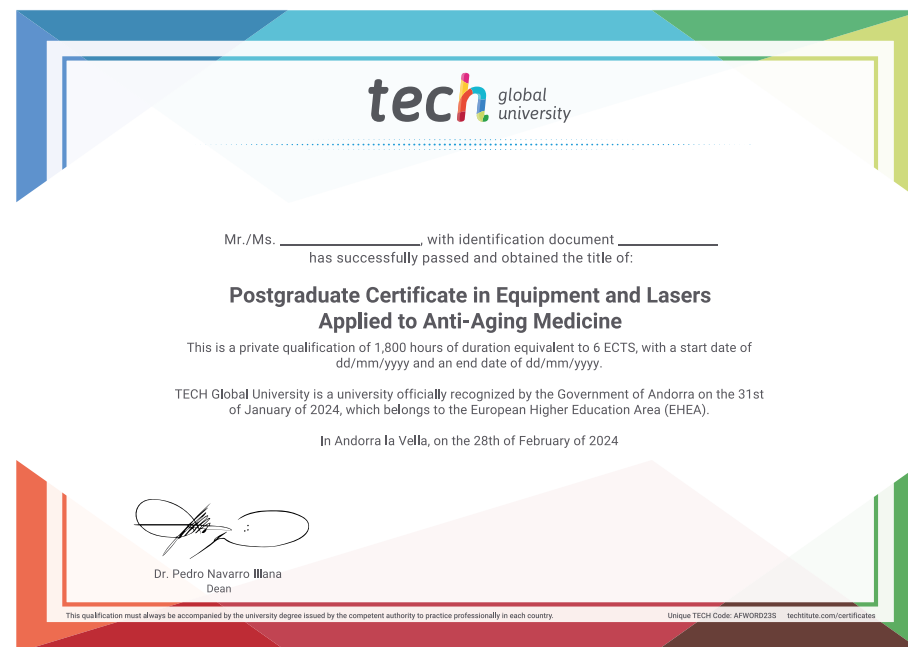 tech global university
Mr./Ms. ____________, with identification document ____________
has successfully passed and obtained the title of:
Postgraduate Certificate in Equipment and Lasers
Applied to Anti-Aging Medicine
This is a private qualification of 1,800 hours of duration equivalent to 6 ECTS, with a start date of
dd/mm/yyyy and an end date of dd/mm/yyyy.
TECH Global University is a university officially recognized by the Government of Andorra on the 31st
of January of 2024, which belongs to the European Higher Education Area (EHEA).
In Andorra la Vella, on the 28th of February of 2024
Dr. Pedro Navarro Illana
Dean
This qualification must always be accompanied by the university degree issued by the competent authority to practice professionally in each country.
Unique TECH Code: AFWORD23S techtitute.com/certificates